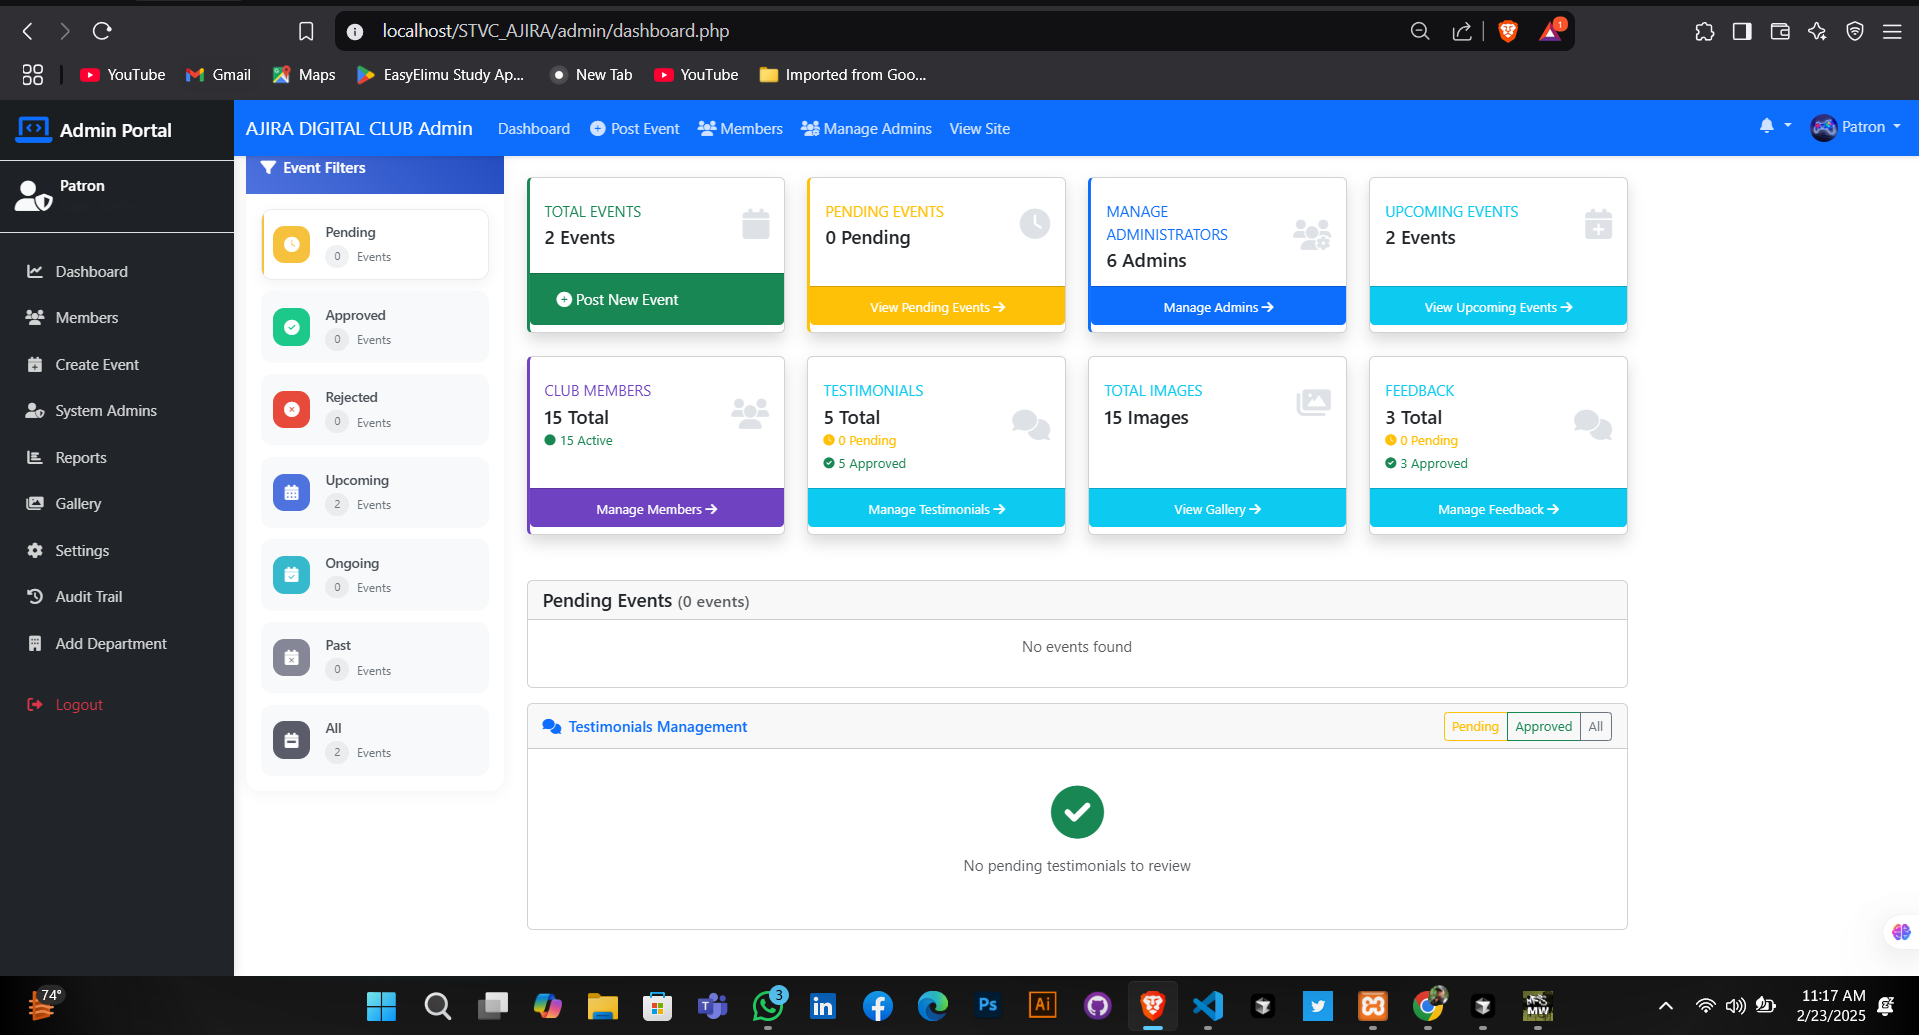 localhost/STVC_AJIRA/admin/dashboard.php
1
YouTube
Gmail
Maps
EasyElimu Study Ap...
New Tab
YouTube
Imported from Goo...
Admin Portal
AJIRA DIGITAL CLUB Admin
Dashboard
Post Event
Members
Manage Admins
View Site
Patron
Patron
Dashboard
Members
Create Event
System Admins
Reports
Gallery
Settings
Audit Trail
Add Department
Logout
Event Filters
Pending
0 Events
Approved
0 Events
Rejected
0 Events
Upcoming
2 Events
Ongoing
0 Events
Past
0 Events
All
2 Events
TOTAL EVENTS
2 Events
Post New Event
PENDING EVENTS
0 Pending
View Pending Events
MANAGE
ADMINISTRATORS
6 Admins
Manage Admins
UPCOMING EVENTS
2 Events
View Upcoming Events
CLUB MEMBERS
15 Total
15 Active
Manage Members
TESTIMONIALS
5 Total
0 Pending
5 Approved
Manage Testimonials
TOTAL IMAGES
15 Images
View Gallery
FEEDBACK
3 Total
0 Pending
3 Approved
Manage Feedback
Pending Events (0 events)
No events found
Testimonials Management
Pending
Approved
All
No pending testimonials to review
74°
3
Ps
Ai
MW
11:17 AM
2/23/2025